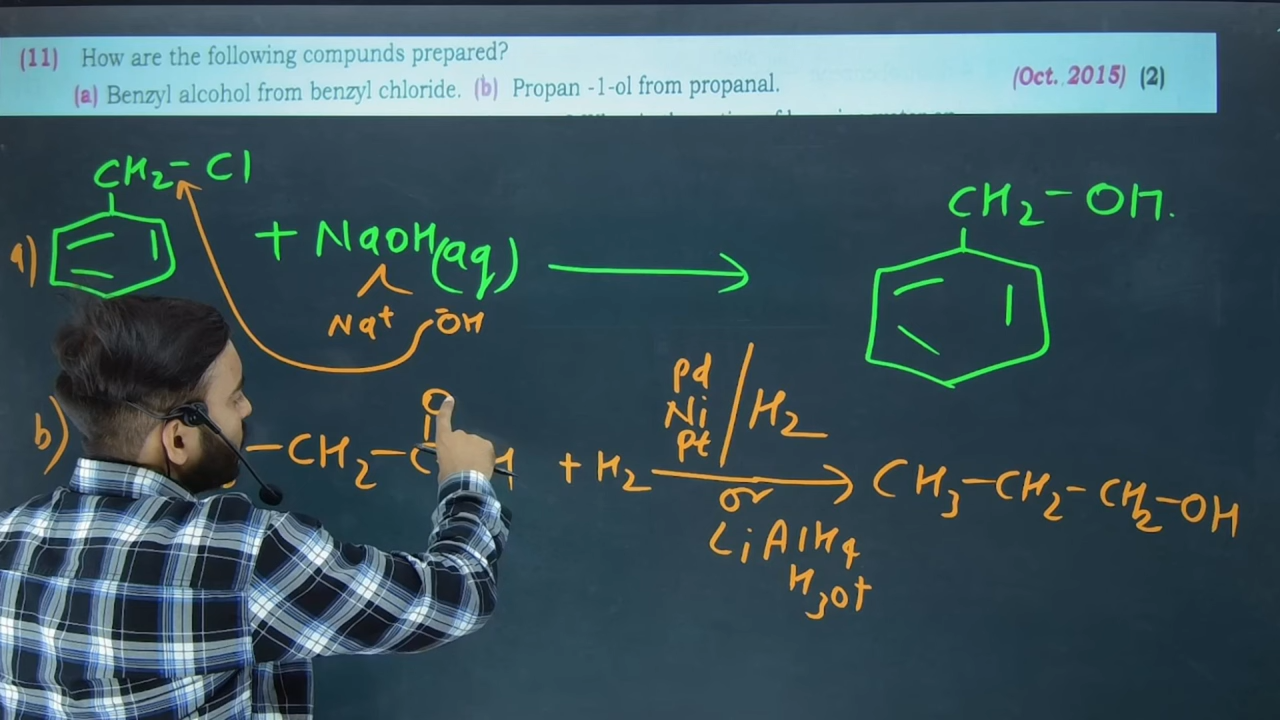 (11) How are the following compunds prepared?
(a) Benzyl alcohol from benzyl chloride. (b) Propan -1-ol from propanal. (Oct. 2015) (2)
CH2-Cl
CH2-OH.
a) + NaOH(aq)
Na+ -OH
b) -CH2-C
O
H + H2
Pd
Ni / H2
Pt
or
LiAlH4
H3O+
CH3-CH2-CH2-OH